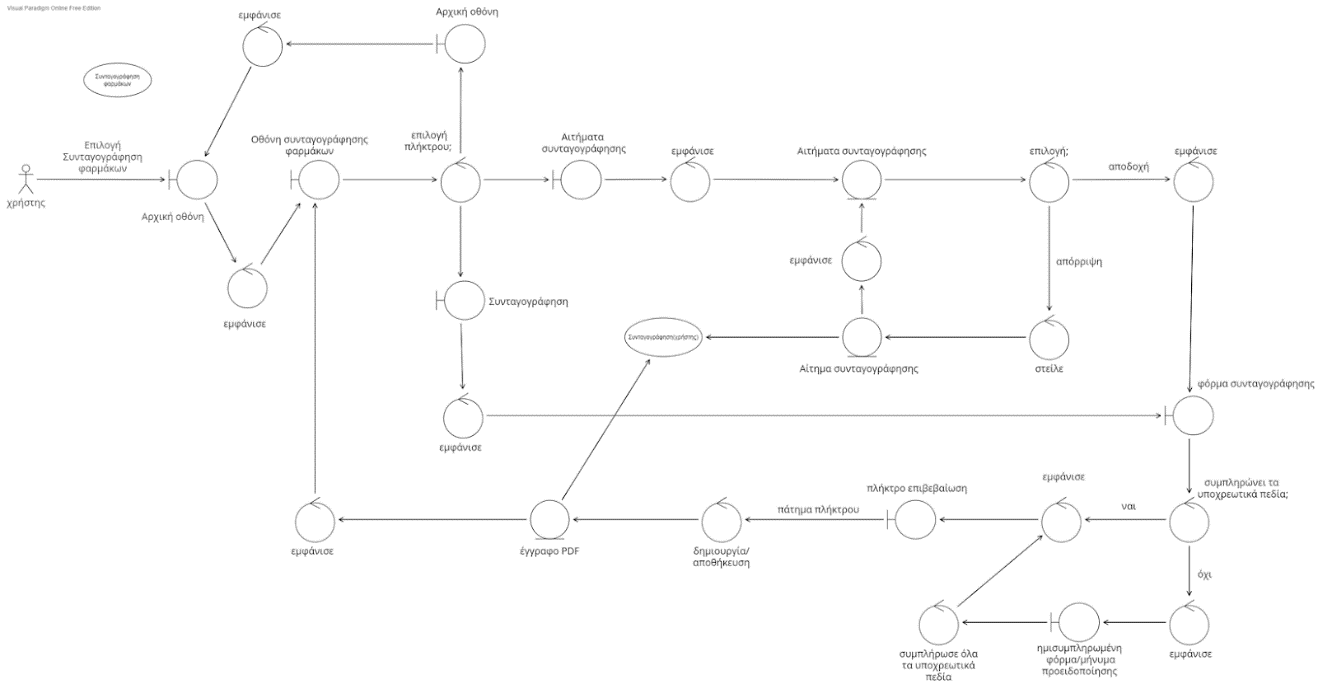 Visual Paradigm Online Free Edition
εμφάνισε
Αρχική οθόνη
Συνταγογράφηση
φαρμάκων
Επιλογή
Συνταγογράφηση
φαρμάκων
χρήστης
Αρχική οθόνη
εμφάνισε
Οθόνη συνταγογράφησης
φαρμάκων
επιλογή
πλήκτρου;
Αιτήματα
συνταγογράφησης
εμφάνισε
Αιτήματα συνταγογράφησης
επιλογή;
αποδοχή
εμφάνισε
εμφάνισε
απόρριψη
Συνταγογράφηση
Συνταγογράφηση(χρήστης)
Αίτημα συνταγογράφησης
στείλε
φόρμα συνταγογράφησης
εμφάνισε
συμπληρώνει τα
υποχρεωτικά πεδία;
ναι
εμφάνισε
πλήκτρο επιβεβαίωση
πάτημα πλήκτρου
δημιουργία/
αποθήκευση
έγγραφο PDF
εμφάνισε
όχι
εμφάνισε
ημισυμπληρωμένη
φόρμα/μήνυμα
προειδοποίησης
συμπλήρωσε όλα
τα υποχρεωτικά
πεδία